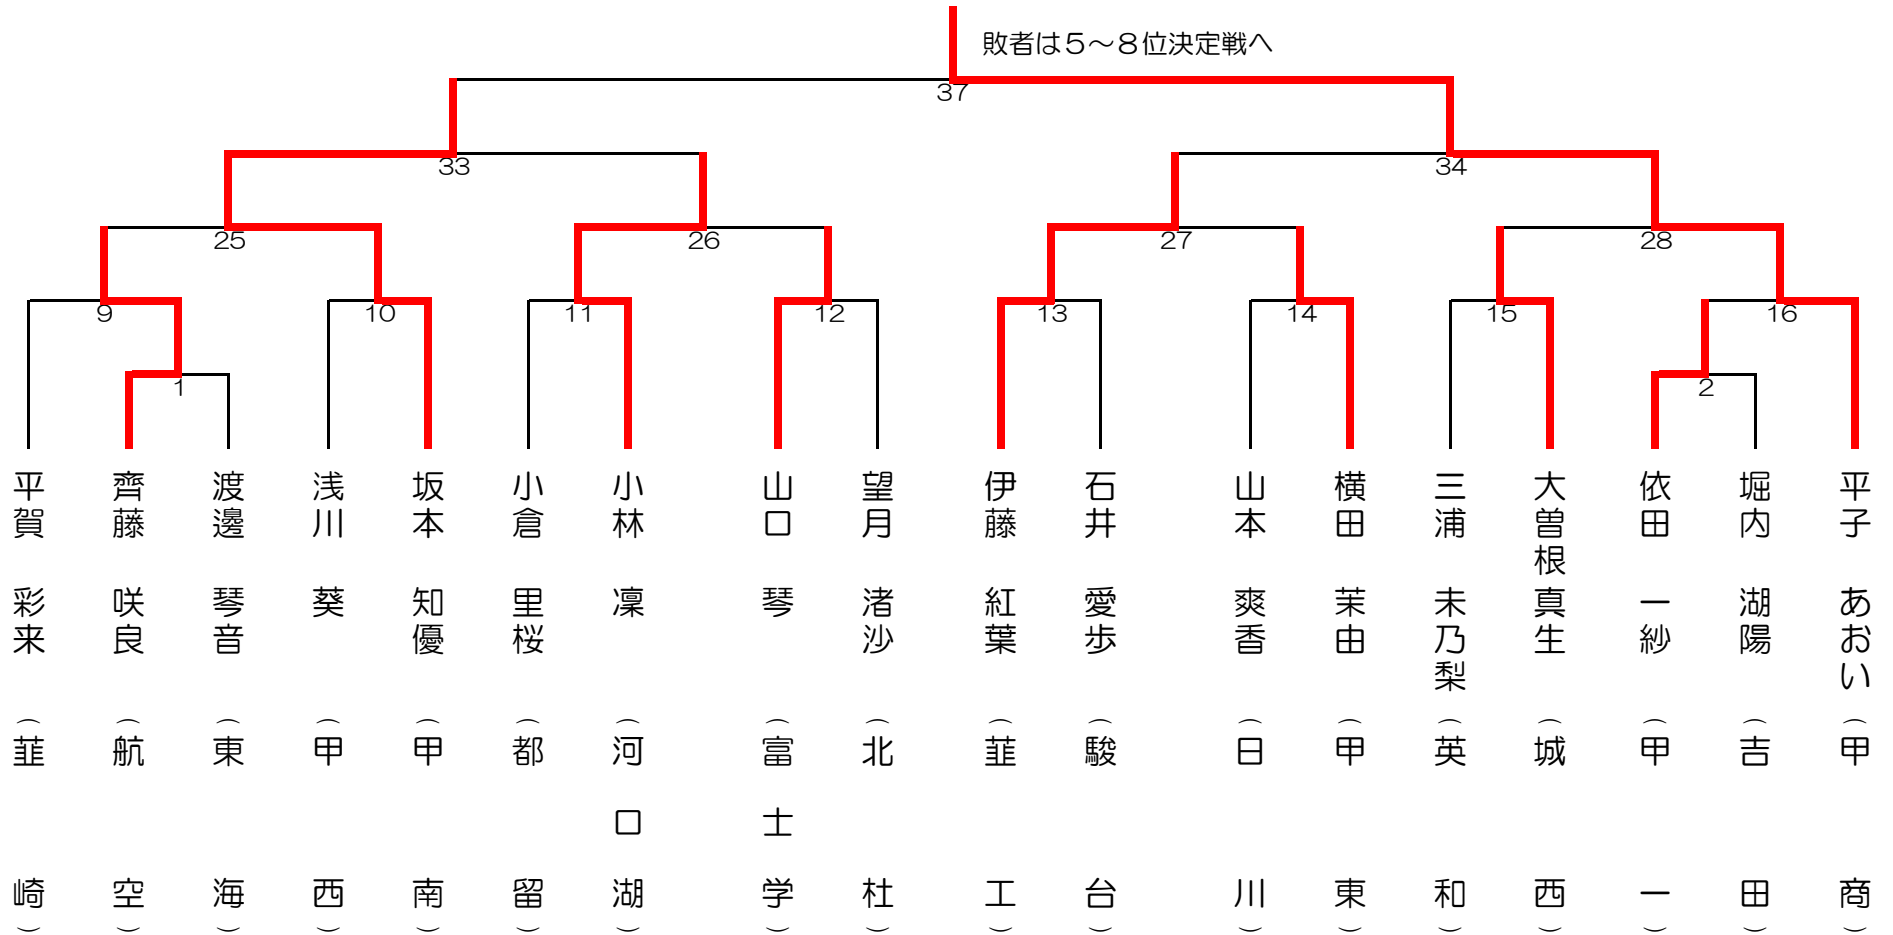 敗者は5～8位決定戦へ
37
33
34
25
26
27
28
9
10
11
12
13
14
15
16
1
2
平賀 彩来 （韮崎）
齊藤 咲良 （航空）
渡邊 琴音 （東海）
浅川 葵 （甲西）
坂本 知優 （甲南）
小倉 里桜 （都留）
小林 凜 （河口湖）
山口 琴 （富士学）
望月 渚沙 （北杜）
伊藤 紅葉 （韮工）
石井 愛歩 （駿台）
山本 爽香 （日川）
横田 茉由 （甲東）
三浦 未乃梨 （英和）
大曽根 真生 （城西）
依田 一紗 （甲一）
堀内 湖陽 （吉田）
平子 あおい （甲商）